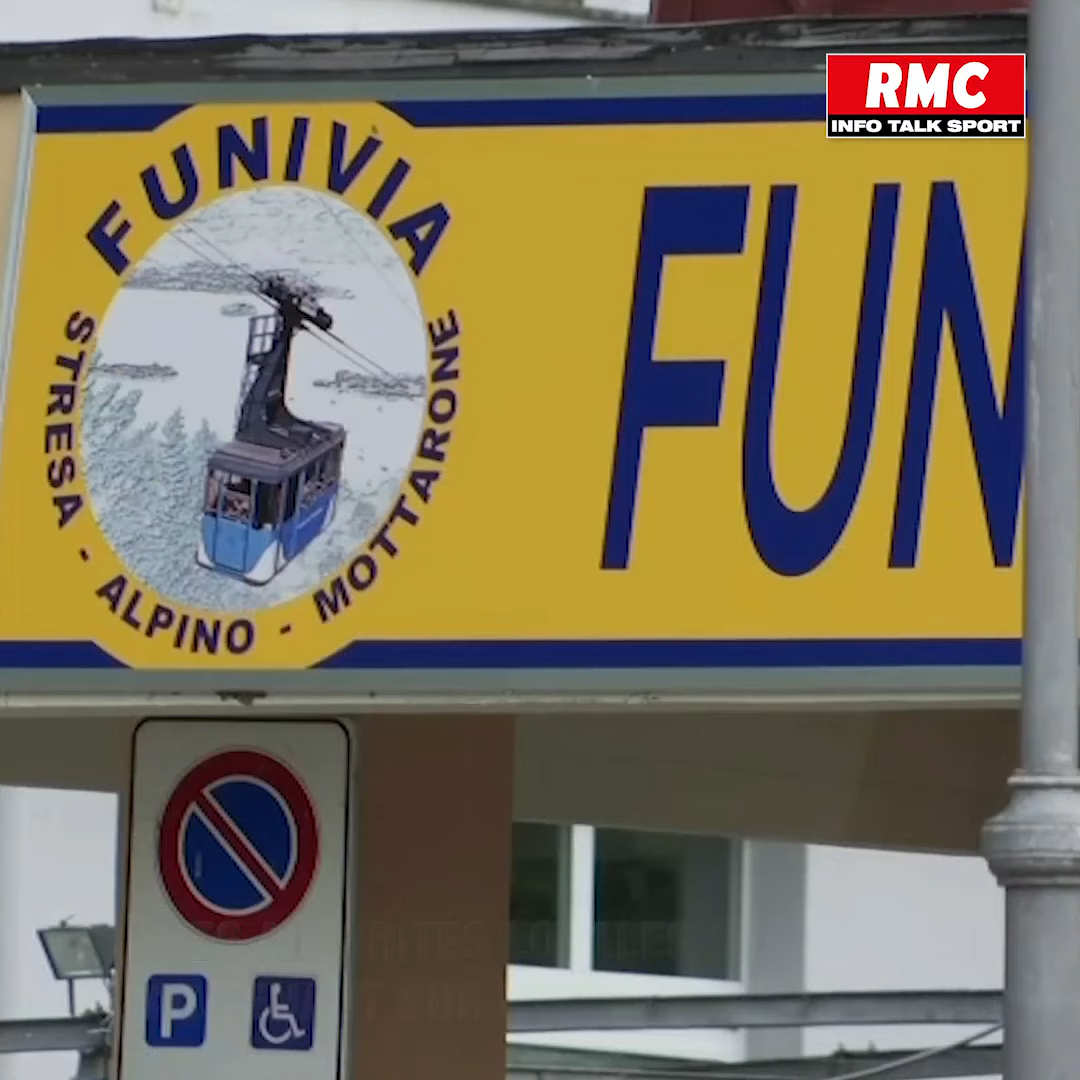 RMC
INFO TALK SPORT
FUNIVIA
STRESA - ALPINO - MOTTARONE
FUN
P